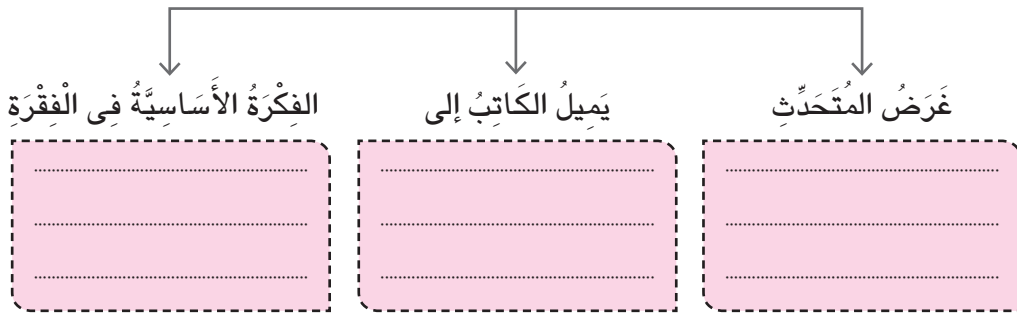 غَرَضُ المُتَحَدِّثِ
يَمِيلُ الكَاتِبُ إلى
الفِكْرَةُ الأَسَاسِيَّةُ فِى الْفِقْرَةِ